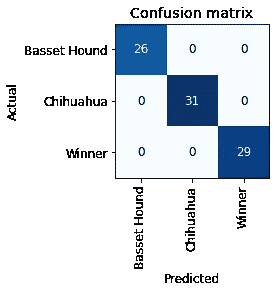 Confusion matrix
Actual
Basset Hound 26 0 0
Chihuahua 0 31 0
Winner 0 0 29
Basset Hound
Chihuahua
Winner
Predicted